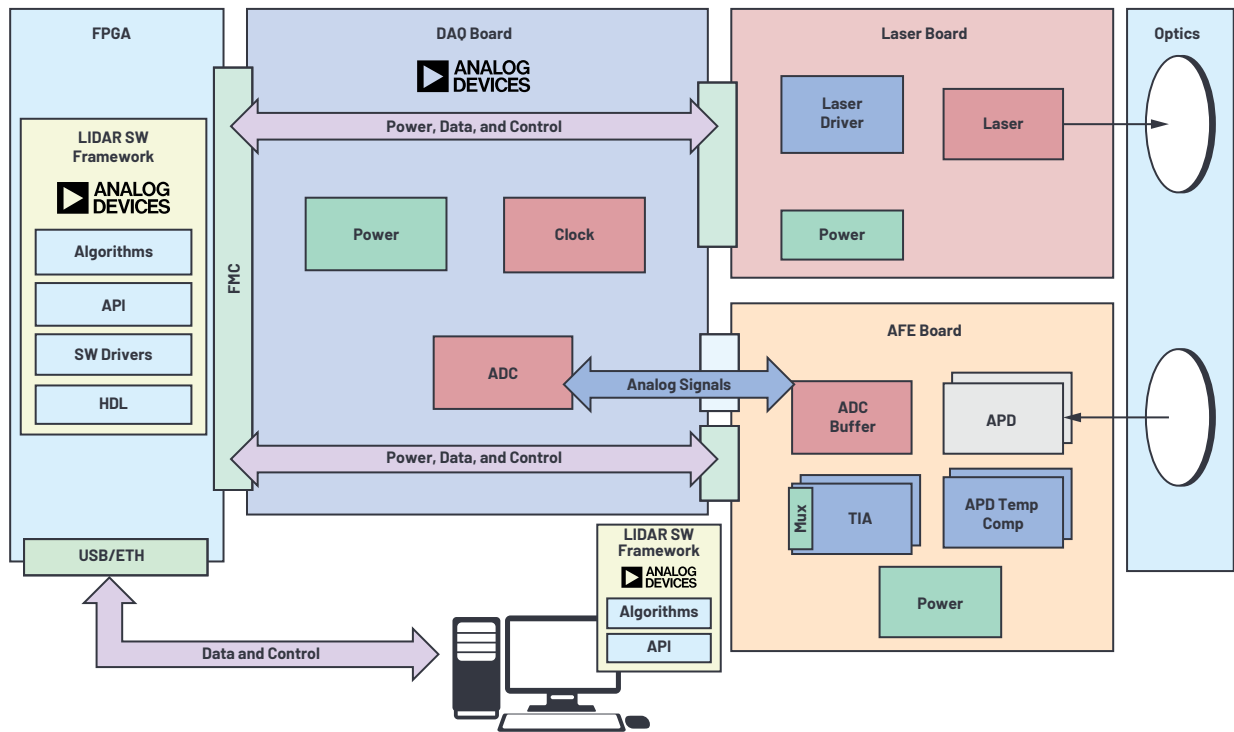 FPGA
LIDAR SW
Framework
ANALOG
DEVICES
Algorithms
API
SW Drivers
HDL
USB/ETH
FMC
DAQ Board
ANALOG
DEVICES
Power, Data, and Control
Power
Clock
ADC
Analog Signals
Power, Data, and Control
Laser Board
Laser
Driver
Laser
Power
AFE Board
ADC
Buffer
APD
Mux
TIA
APD Temp
Comp
Power
Optics
Data and Control
LIDAR SW
Framework
ANALOG
DEVICES
Algorithms
API